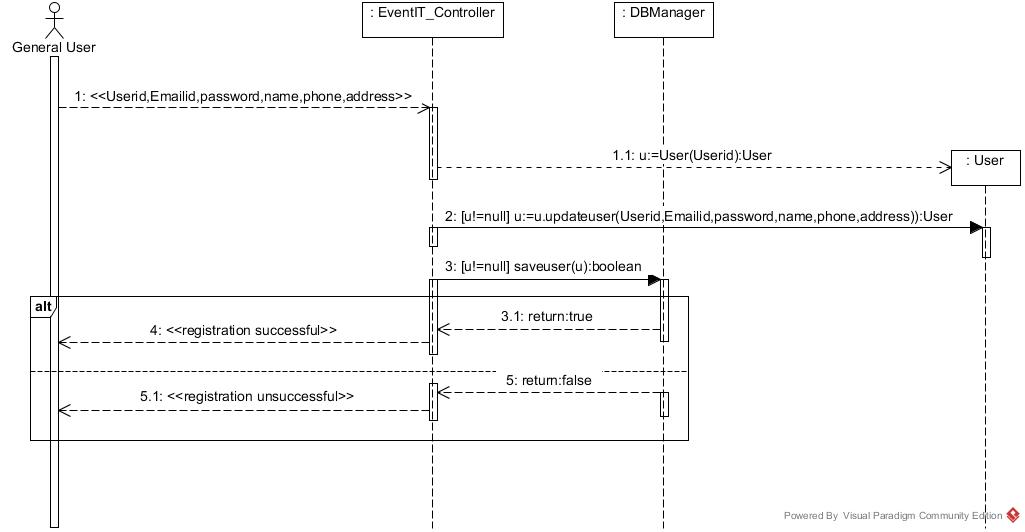 : EventIT_Controller
: DBManager
General User
1: <<Userid,Emailid,password,name,phone,address>>
1.1: u:=User(Userid):User
: User
2: [u!=null] u:=u.updateuser(Userid,Emailid,password,name,phone,address)):User
3: [u!=null] saveuser(u):boolean
alt
3.1: return:true
4: <<registration successful>>
5: return:false
5.1: <<registration unsuccessful>>
Powered By Visual Paradigm Community Edition